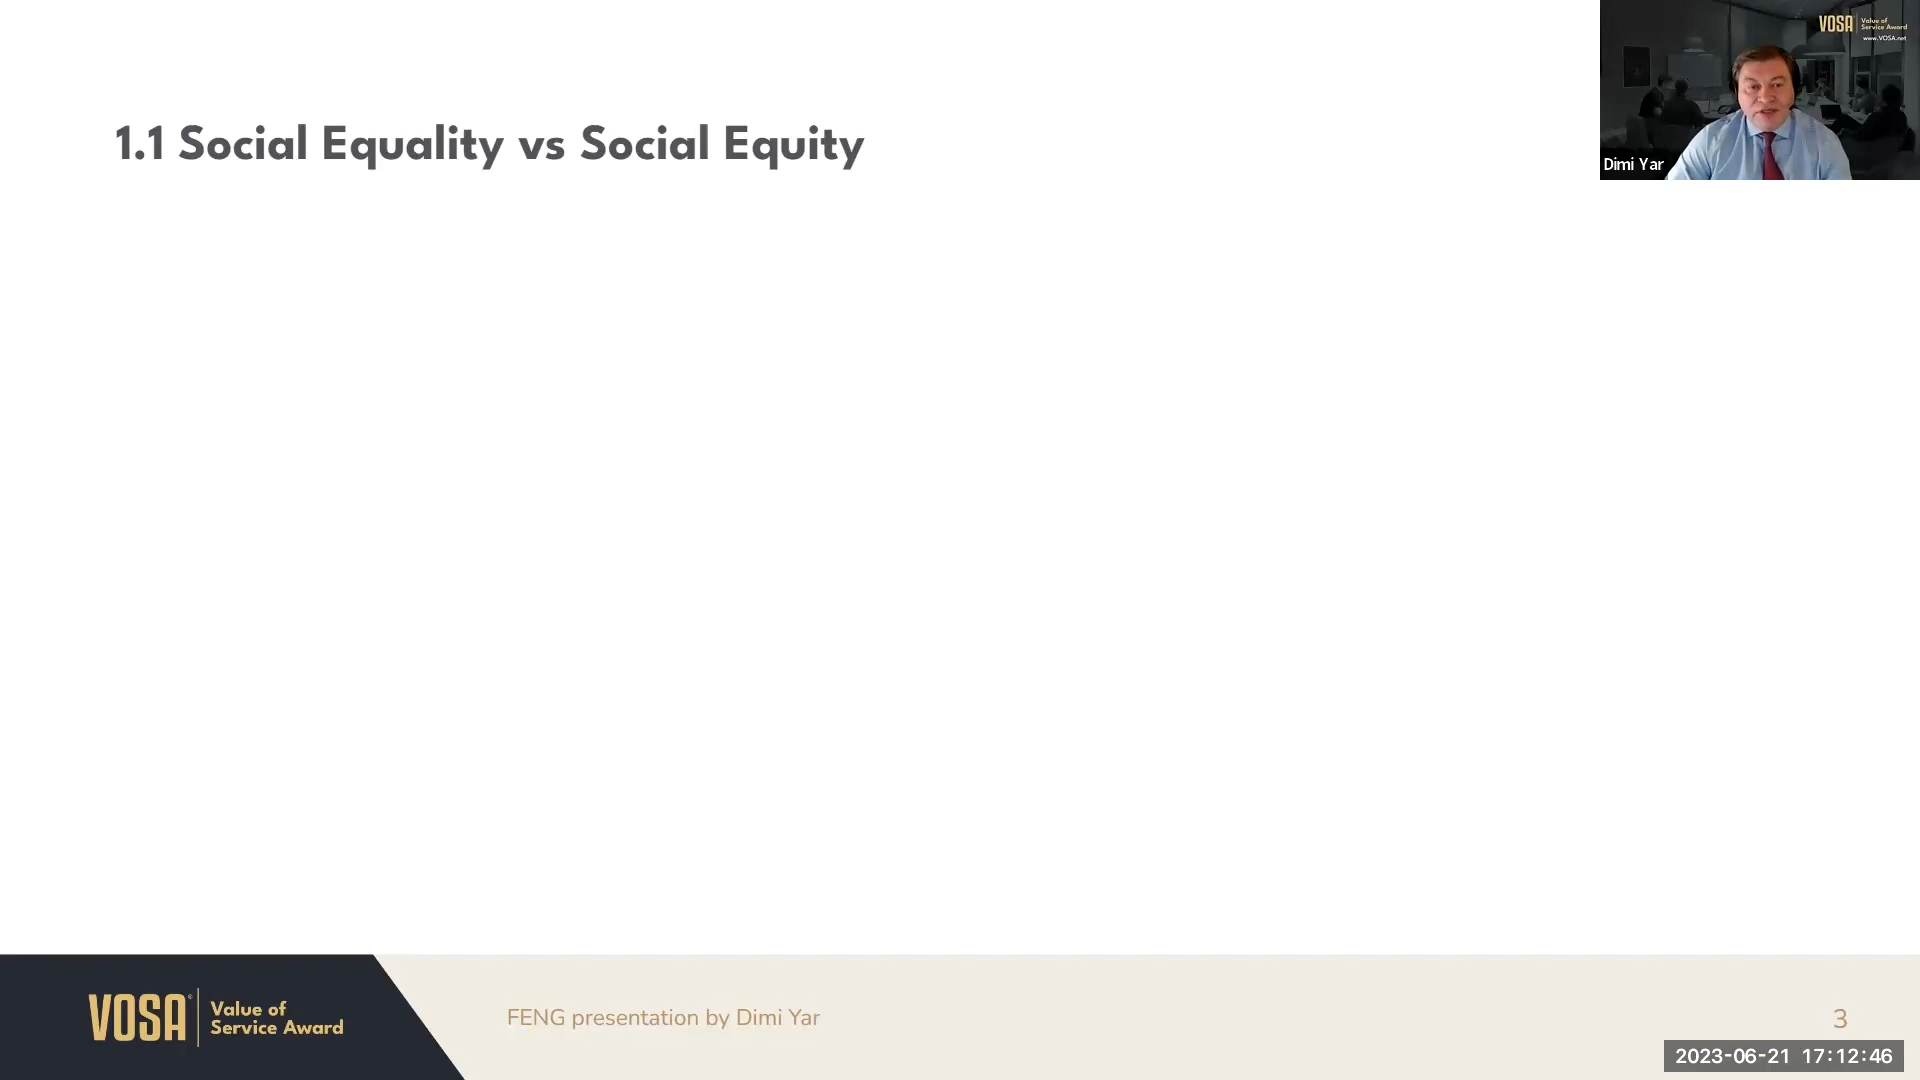 VOSA Value of
Service Award
www.VOSA.net
Dimi Yar
1.1 Social Equality vs Social Equity
VOSA® Value of
Service Award
FENG presentation by Dimi Yar
3
2023-06-21 17:12:46